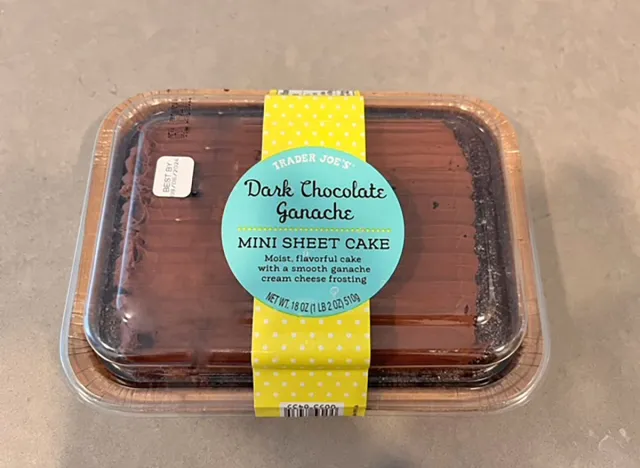 TRADER JOE'S
Dark Chocolate
Ganache
MINI SHEET CAKE
Moist, flavorful cake
with a smooth ganache
cream cheese frosting
NET WT. 18 OZ (1 LB 2 OZ) 510g
BEST BY